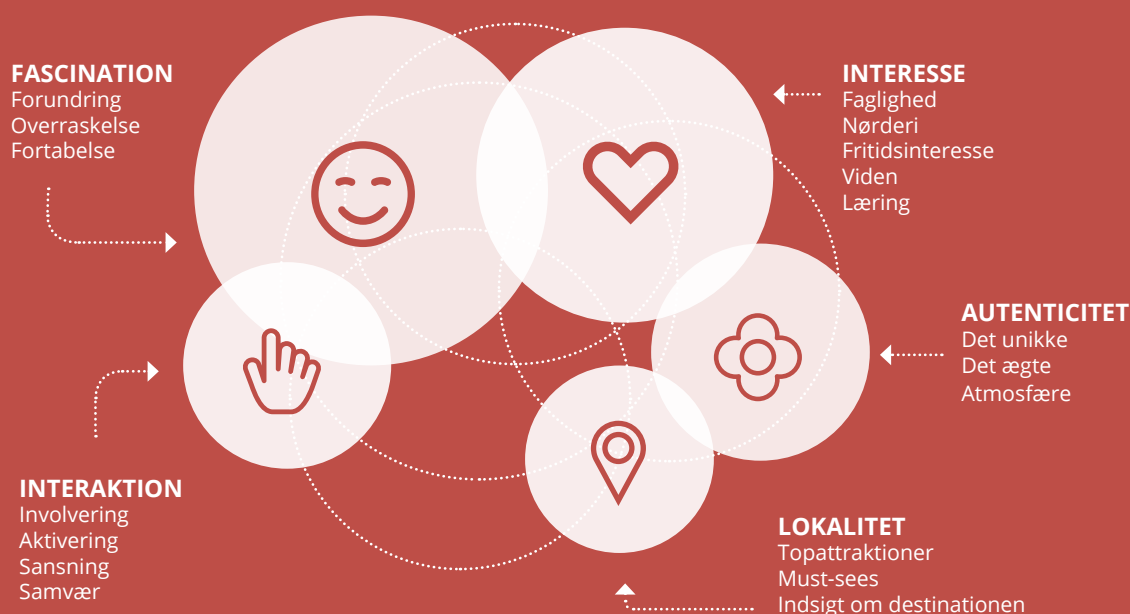 FASCINATION
Forundring
Overraskelse
Fortabelse
INTERESSE
Faglighed
Nørderi
Fritidsinteresse
Viden
Læring
AUTENTICITET
Det unikke
Det ægte
Atmosfære
INTERAKTION
Involvering
Aktivering
Sansning
Samvær
LOKALITET
Topattraktioner
Must-sees
Indsigt om destinationen